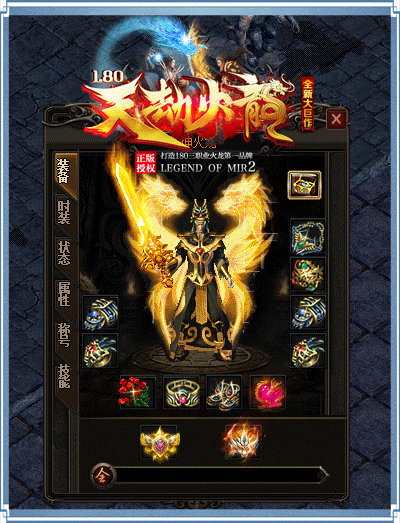 1.80
天劫火龍
全新大巨作
正版
授权
打造180三职业火龙第一品牌
LEGEND OF MIR2
装备
时装
状态
属性
称号
技能